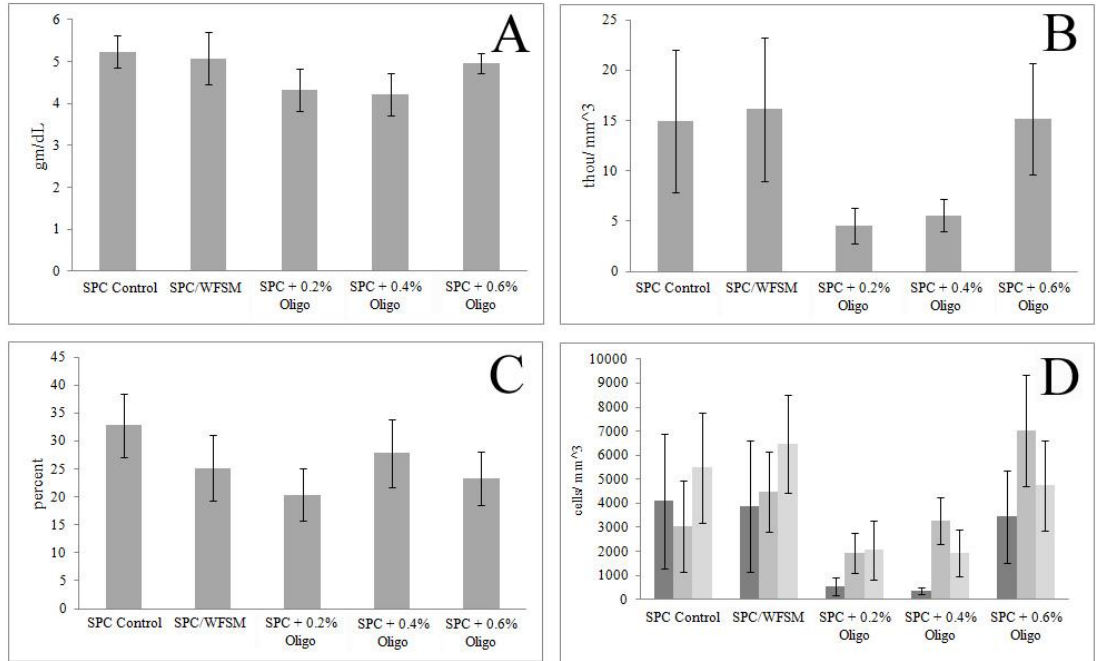 A
6
5
4
3
2
1
0
gm/dL
SPC Control SPC/WFSM SPC + 0.2% SPC + 0.4% SPC + 0.6%
Oligo Oligo Oligo
B
25
20
15
10
5
0
thou/ mm^3
SPC Control SPC/WFSM SPC + 0.2% SPC + 0.4% SPC + 0.6%
Oligo Oligo Oligo
C
45
40
35
30
25
20
15
10
5
0
percent
SPC Control SPC/WFSM SPC + 0.2% SPC + 0.4% SPC + 0.6%
Oligo Oligo Oligo
D
10000
9000
8000
7000
6000
5000
4000
3000
2000
1000
0
cells/ mm^3
SPC Control SPC/WFSM SPC + 0.2% SPC + 0.4% SPC + 0.6%
Oligo Oligo Oligo